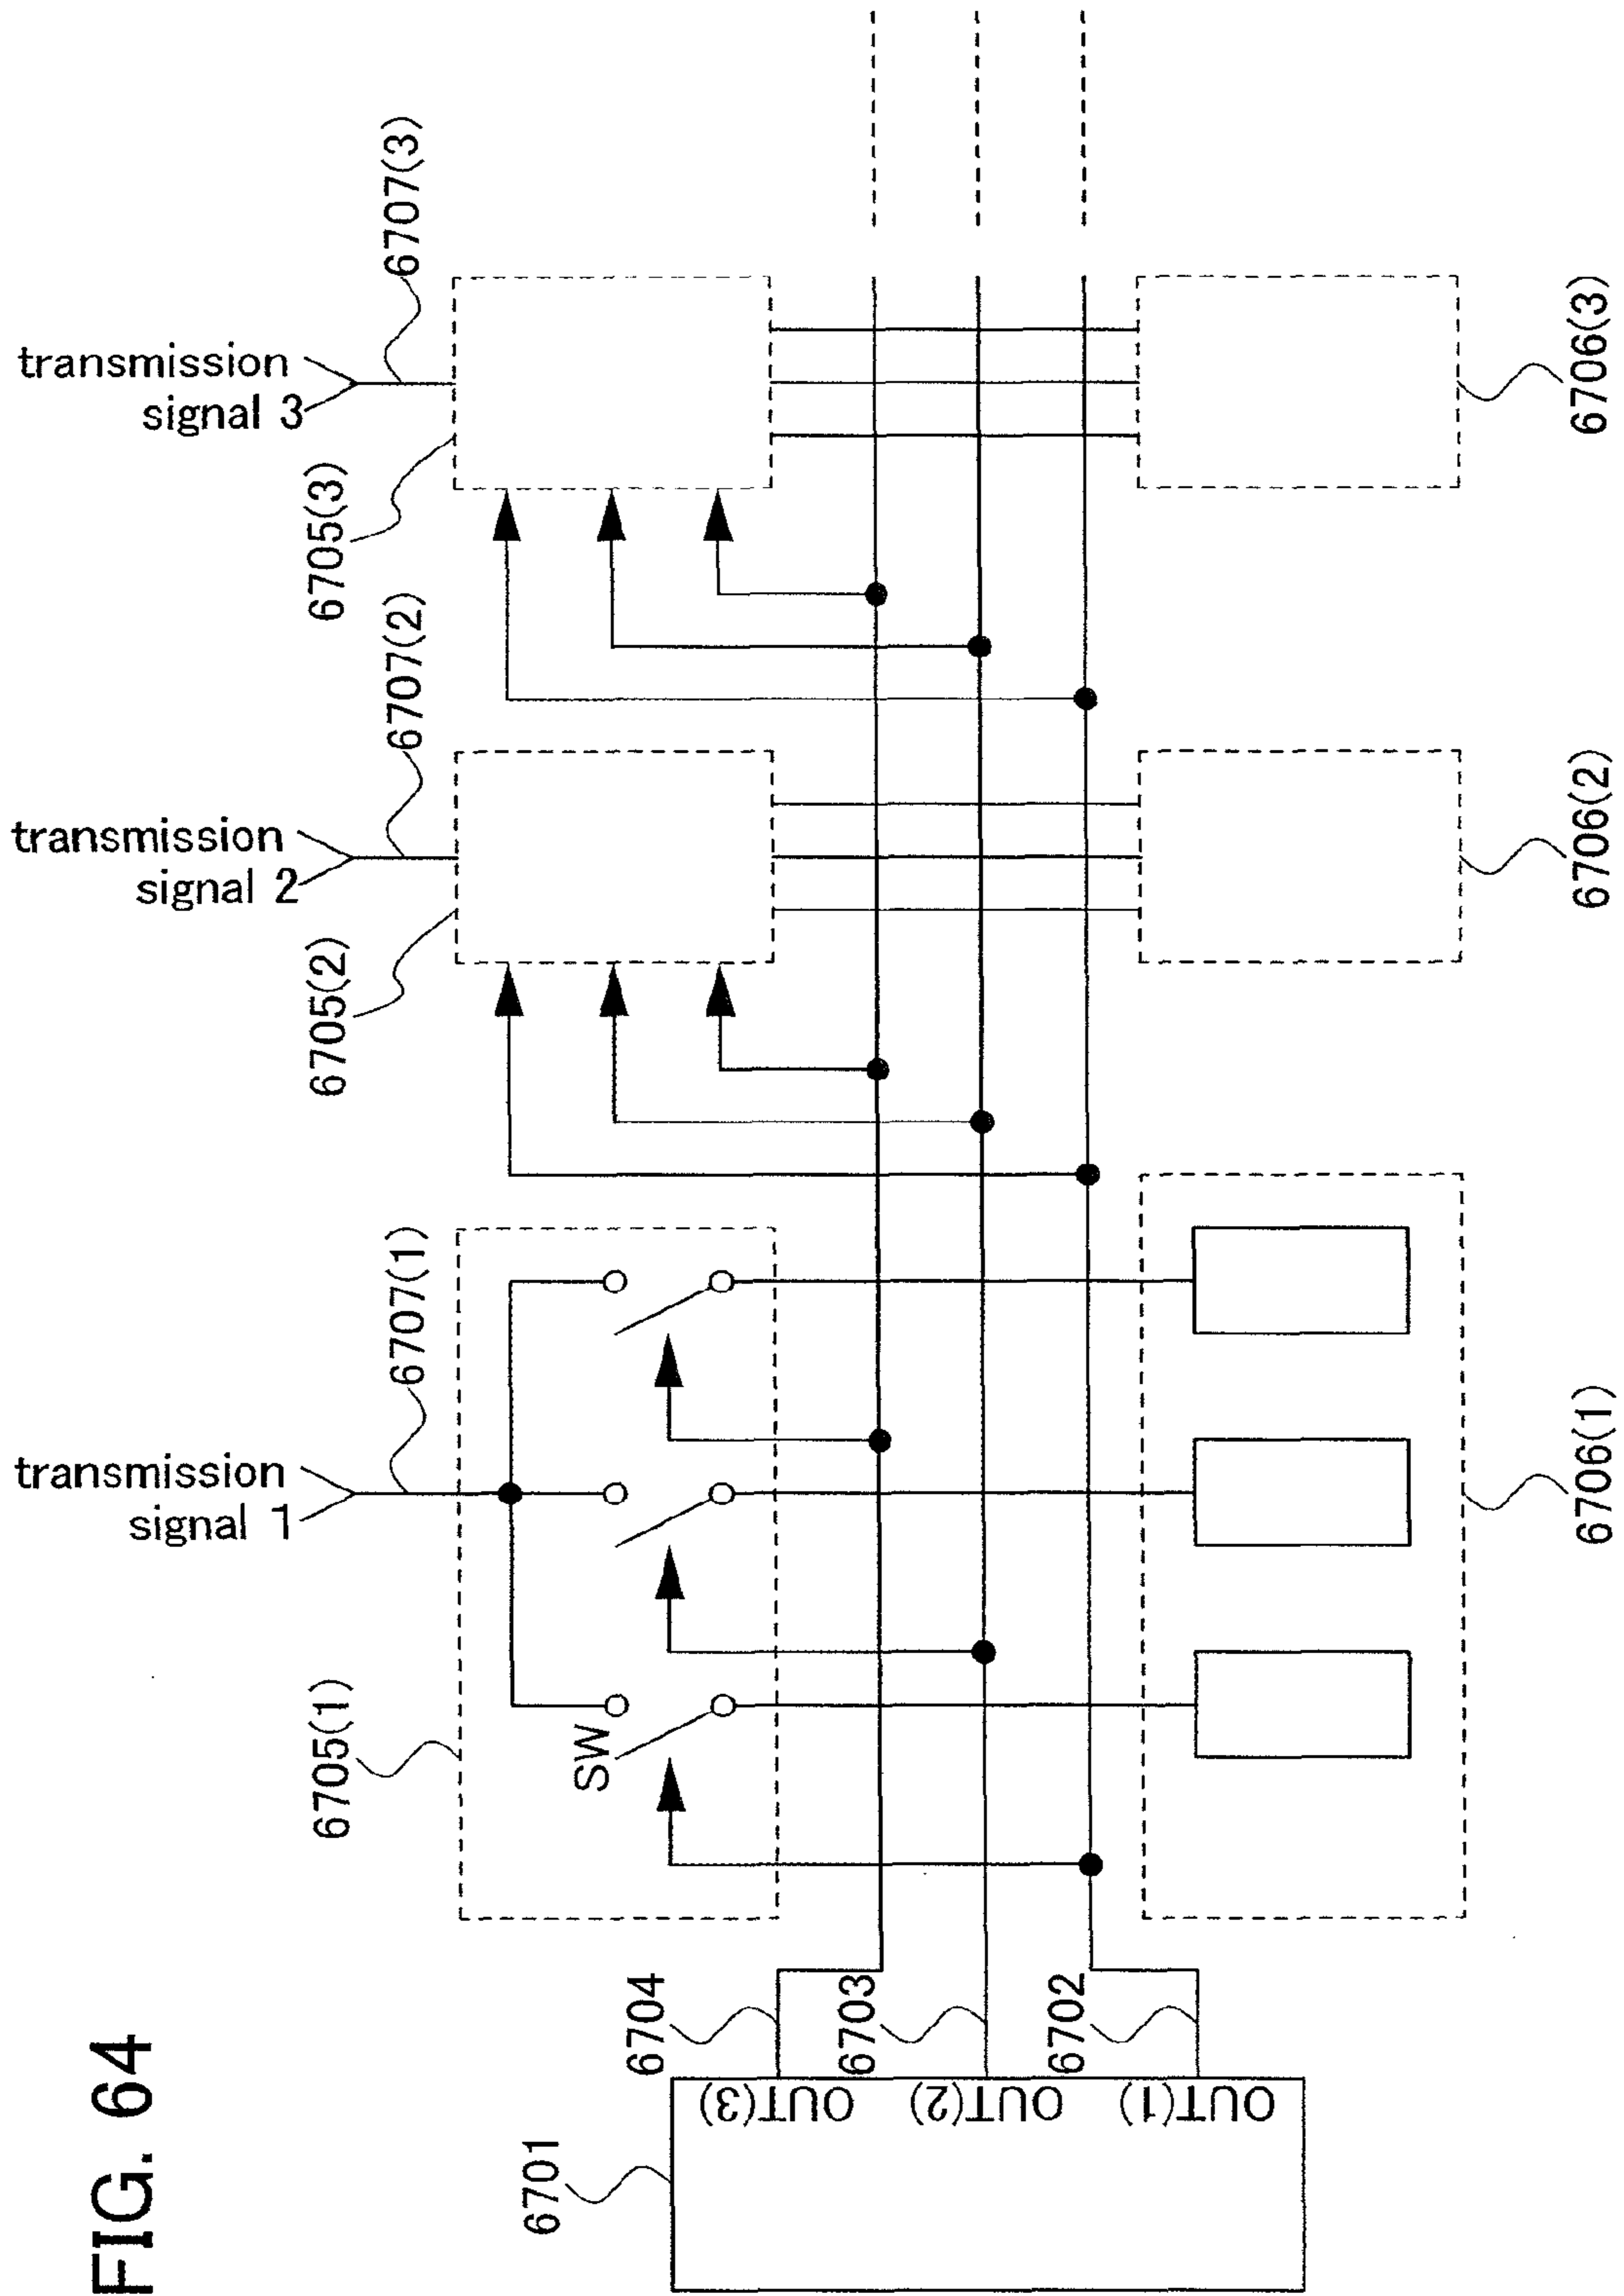 FIG. 64
transmission
signal 1
transmission
signal 2
transmission
signal 3
6707(1)
6707(2)
6707(3)
6705(1)
6705(2)
6705(3)
SW
6704
6703
6702
6701
OUT(3)
OUT(2)
OUT(1)
6706(1)
6706(2)
6706(3)